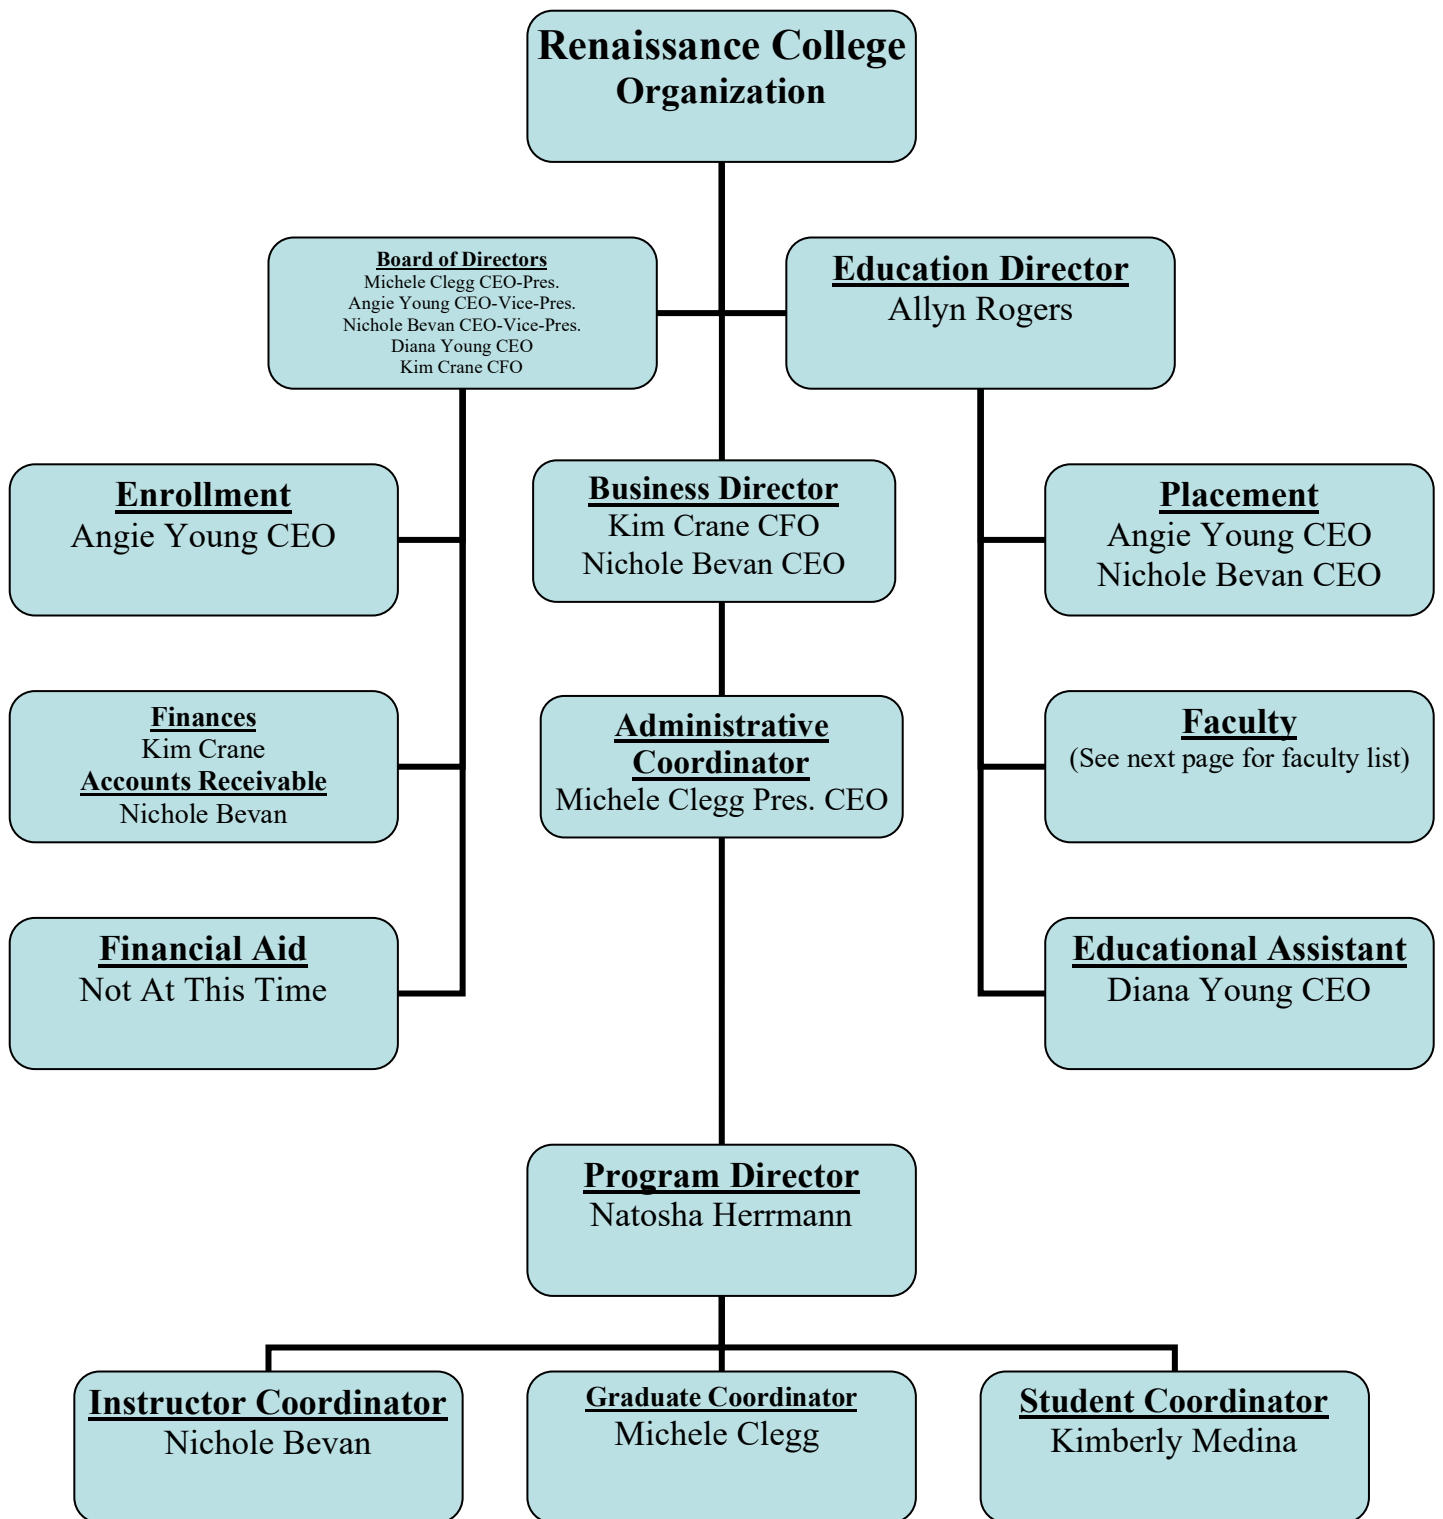 Renaissance College
Organization
Board of Directors
Michele Clegg CEO-Pres.
Angie Young CEO-Vice-Pres.
Nichole Bevan CEO-Vice-Pres.
Diana Young CEO
Kim Crane CFO
Education Director
Allyn Rogers
Enrollment
Angie Young CEO
Business Director
Kim Crane CFO
Nichole Bevan CEO
Placement
Angie Young CEO
Nichole Bevan CEO
Finances
Kim Crane
Accounts Receivable
Nichole Bevan
Administrative
Coordinator
Michele Clegg Pres. CEO
Faculty
(See next page for faculty list)
Financial Aid
Not At This Time
Educational Assistant
Diana Young CEO
Program Director
Natosha Herrmann
Instructor Coordinator
Nichole Bevan
Graduate Coordinator
Michele Clegg
Student Coordinator
Kimberly Medina